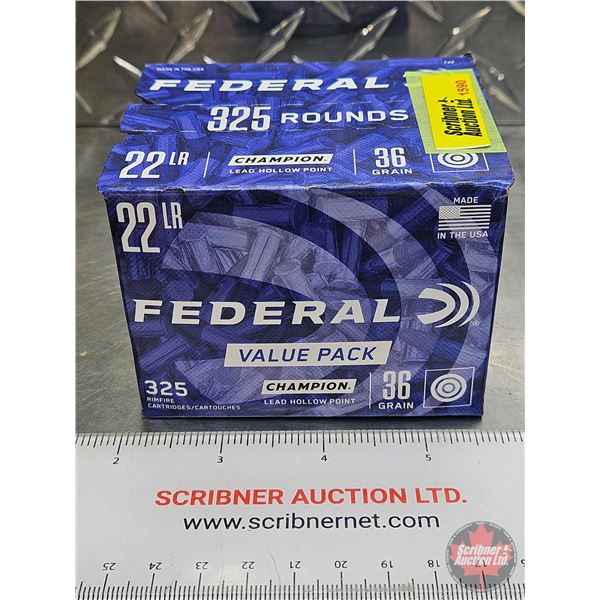 MADE IN THE USA
FEDERAL
325 ROUNDS
Scribner
Auction Ltd.
1590
22 LR
CHAMPION.
LEAD HOLLOW POINT
36
GRAIN
22 LR
MADE
IN THE USA
FEDERAL
VALUE PACK
325
RIMFIRE
CARTRIDGES/CARTOUCHES
CHAMPION.
LEAD HOLLOW POINT
36
GRAIN
2 3 4 5
SCRIBNER AUCTION LTD.
www.scribnernet.com
25 24 23 22 21 20 19 18 17 16
Scribner
Auction Ltd.